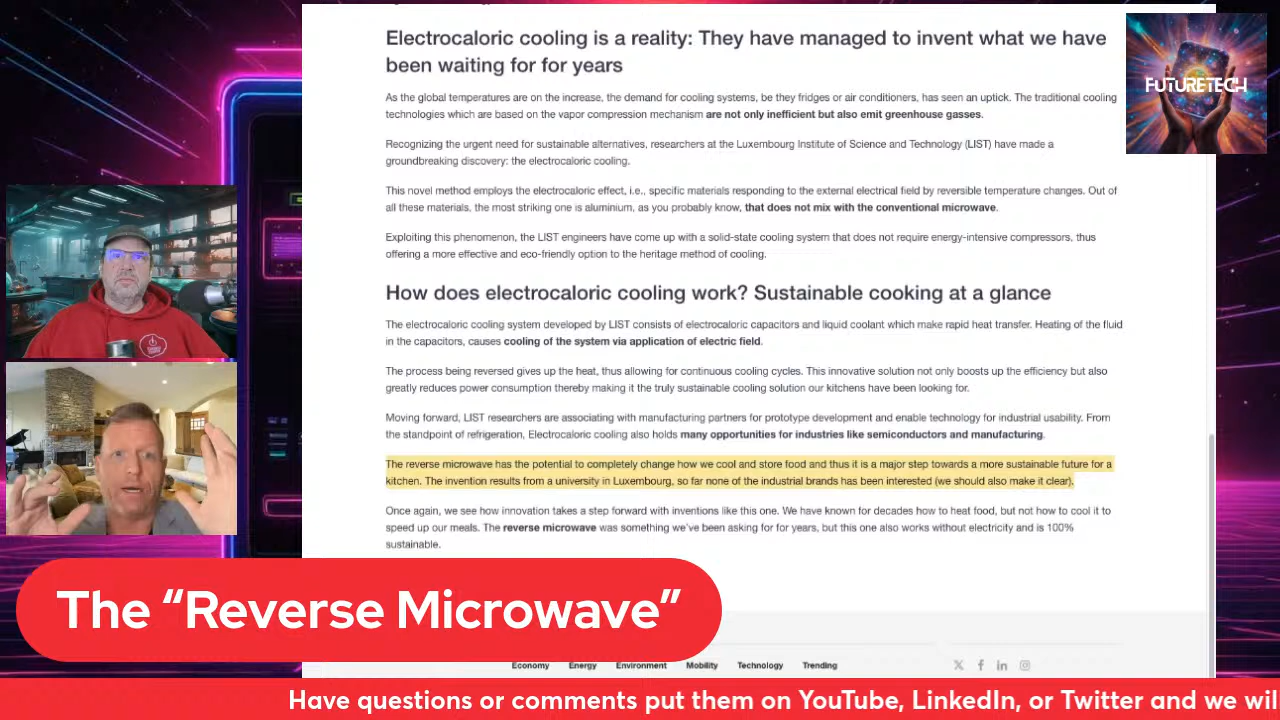 Electrocaloric cooling is a reality: They have managed to invent what we have
been waiting for for years
As the global temperatures are on the increase, the demand for cooling systems, be they fridges or air conditioners, has seen an uptick. The traditional cooling
technologies which are based on the vapor compression mechanism are not only inefficient but also emit greenhouse gasses.
Recognizing the urgent need for sustainable alternatives, researchers at the Luxembourg Institute of Science and Technology (LIST) have made a
groundbreaking discovery: the electrocaloric cooling.
This novel method employs the electrocaloric effect, i.e., specific materials responding to the external electrical field by reversible temperature changes. Out of
all these materials, the most striking one is aluminium, as you probably know, that does not mix with the conventional microwave.
Exploiting this phenomenon, the LIST engineers have come up with a solid-state cooling system that does not require energy-intensive compressors, thus
offering a more effective and eco-friendly option to the heritage method of cooling.
How does electrocaloric cooling work? Sustainable cooking at a glance
The electrocaloric cooling system developed by LIST consists of electrocaloric capacitors and liquid coolant which make rapid heat transfer. Heating of the fluid
in the capacitors, causes cooling of the system via application of electric field.
The process being reversed gives up the heat, thus allowing for continuous cooling cycles. This innovative solution not only boosts up the efficiency but also
greatly reduces power consumption thereby making it the truly sustainable cooling solution our kitchens have been looking for.
Moving forward, LIST researchers are associating with manufacturing partners for prototype development and enable technology for industrial usability. From
the standpoint of refrigeration, Electrocaloric cooling also holds many opportunities for industries like semiconductors and manufacturing.
The reverse microwave has the potential to completely change how we cool and store food and thus it is a major step towards a more sustainable future for a
kitchen. The invention results from a university in Luxembourg, so far none of the industrial brands has been interested (we should also make it clear).
Once again, we see how innovation takes a step forward with inventions like this one. We have known for decades how to heat food, but not how to cool it to
speed up our meals. The reverse microwave was something we've been asking for for years, but this one also works without electricity and is 100%
sustainable.
FUTURETECH
The “Reverse Microwave”
Economy Energy Environment Mobility Technology Trending
Have questions or comments put them on YouTube, LinkedIn, or Twitter and we wil